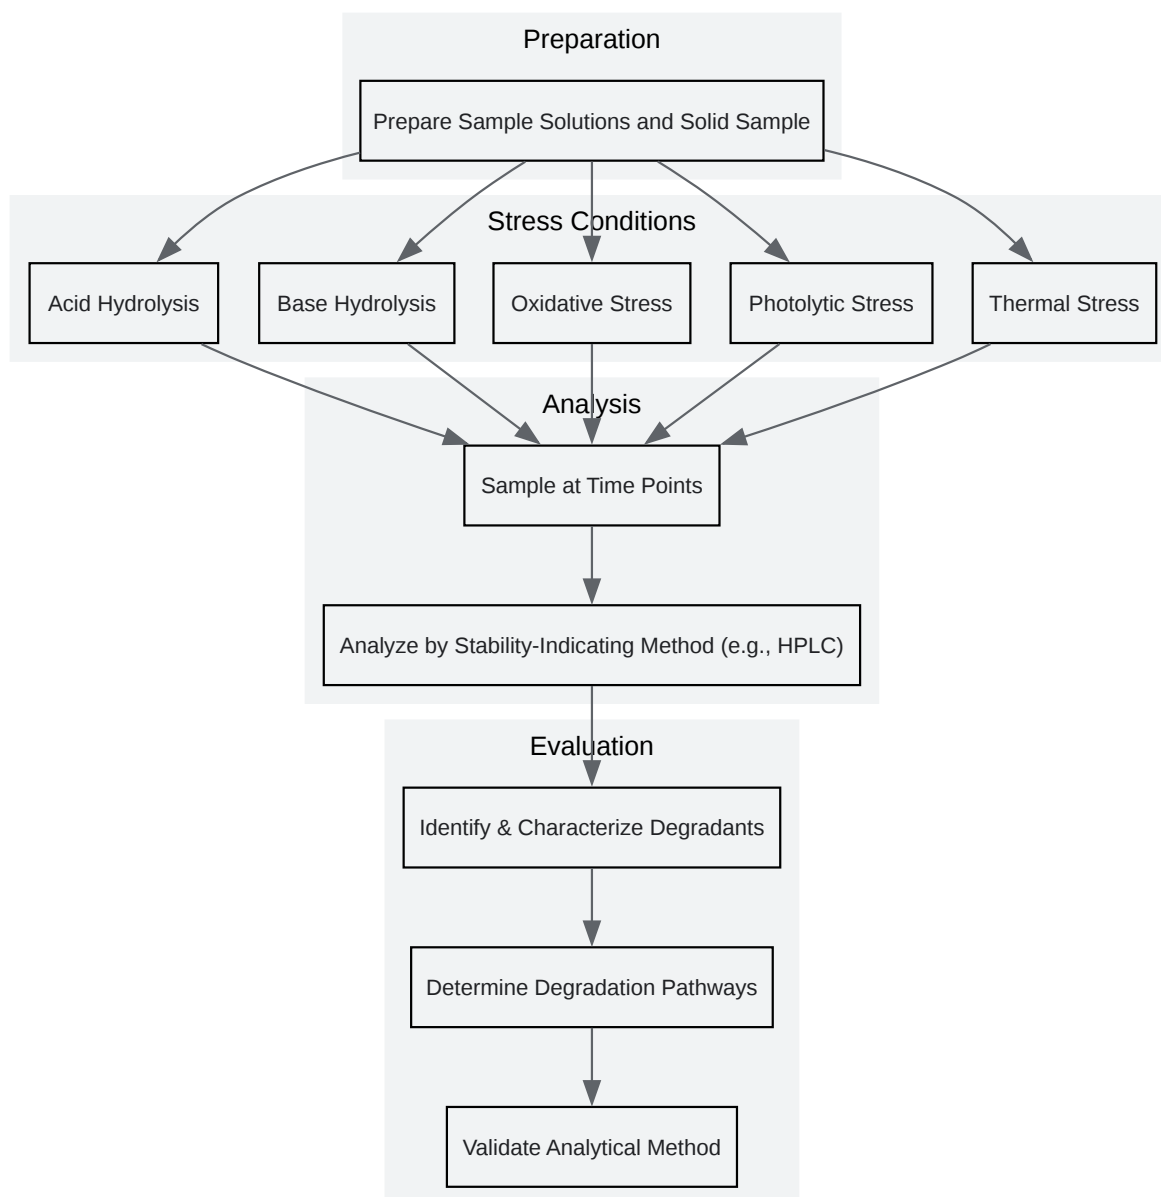 Preparation
Prepare Sample Solutions and Solid Sample
Stress Conditions
Acid Hydrolysis
Base Hydrolysis
Oxidative Stress
Photolytic Stress
Thermal Stress
Analysis
Sample at Time Points
Analyze by Stability-Indicating Method (e.g., HPLC)
Evaluation
Identify & Characterize Degradants
Determine Degradation Pathways
Validate Analytical Method